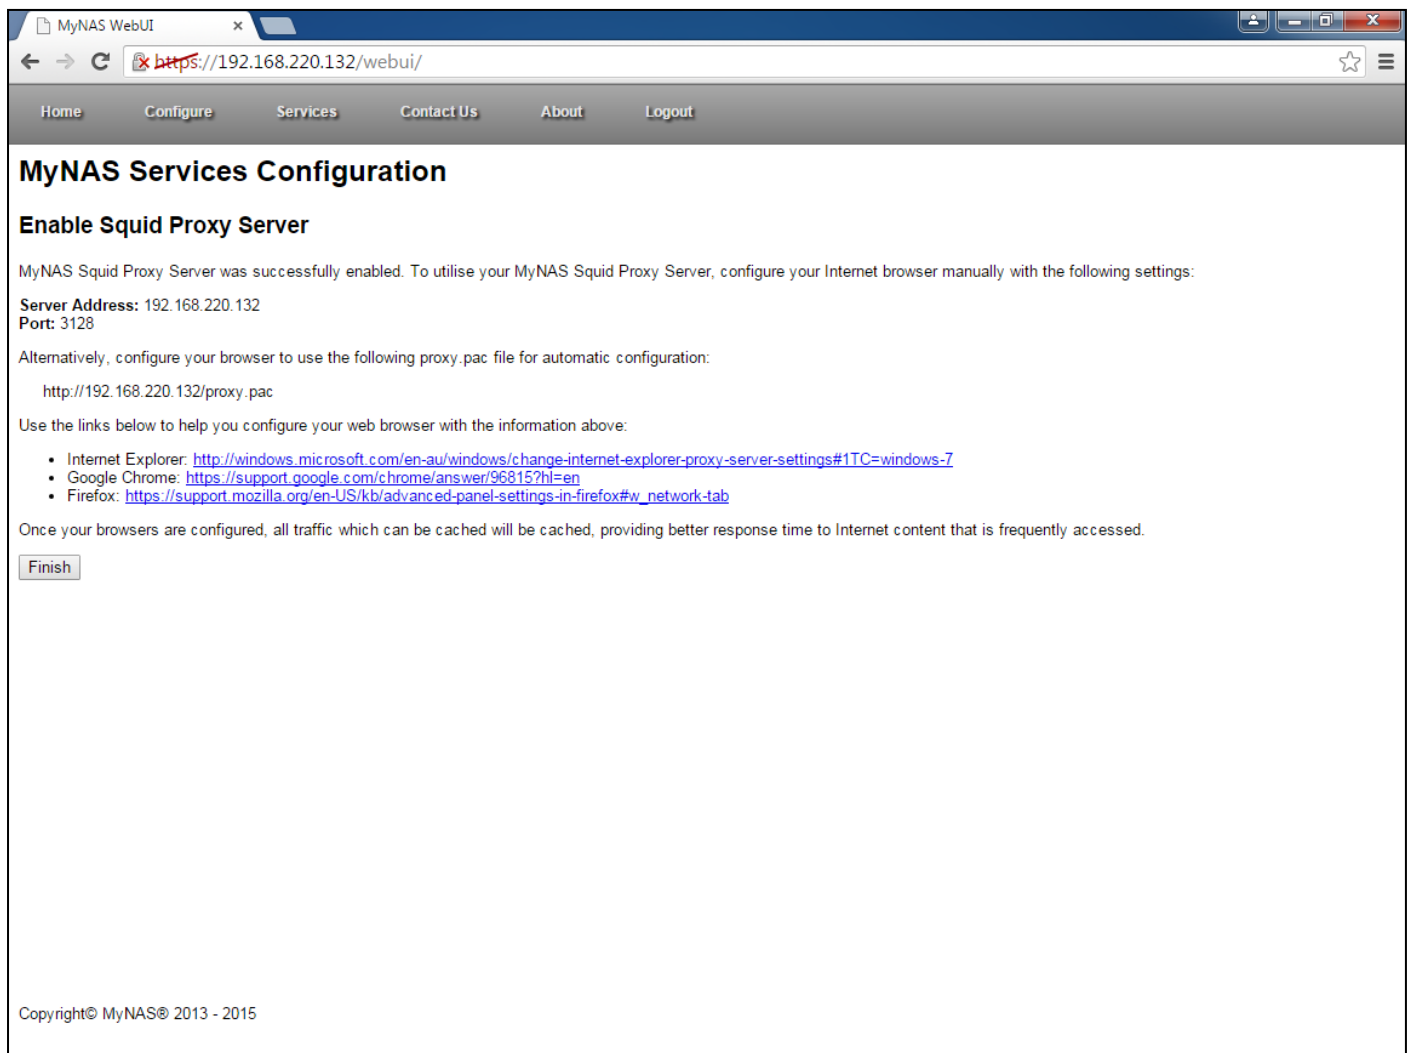 MyNAS WebUI
https://192.168.220.132/webui/
Home Configure Services Contact Us About Logout
MyNAS Services Configuration
Enable Squid Proxy Server
MyNAS Squid Proxy Server was successfully enabled. To utilise your MyNAS Squid Proxy Server, configure your Internet browser manually with the following settings:
Server Address: 192.168.220.132
Port: 3128
Alternatively, configure your browser to use the following proxy.pac file for automatic configuration:
http://192.168.220.132/proxy.pac
Use the links below to help you configure your web browser with the information above:
• Internet Explorer: http://windows.microsoft.com/en-au/windows/change-internet-explorer-proxy-server-settings#1TC=windows-7
• Google Chrome: https://support.google.com/chrome/answer/96815?hl=en
• Firefox: https://support.mozilla.org/en-US/kb/advanced-panel-settings-in-firefox#w_network-tab
Once your browsers are configured, all traffic which can be cached will be cached, providing better response time to Internet content that is frequently accessed.
Finish
Copyright© MyNAS® 2013 - 2015